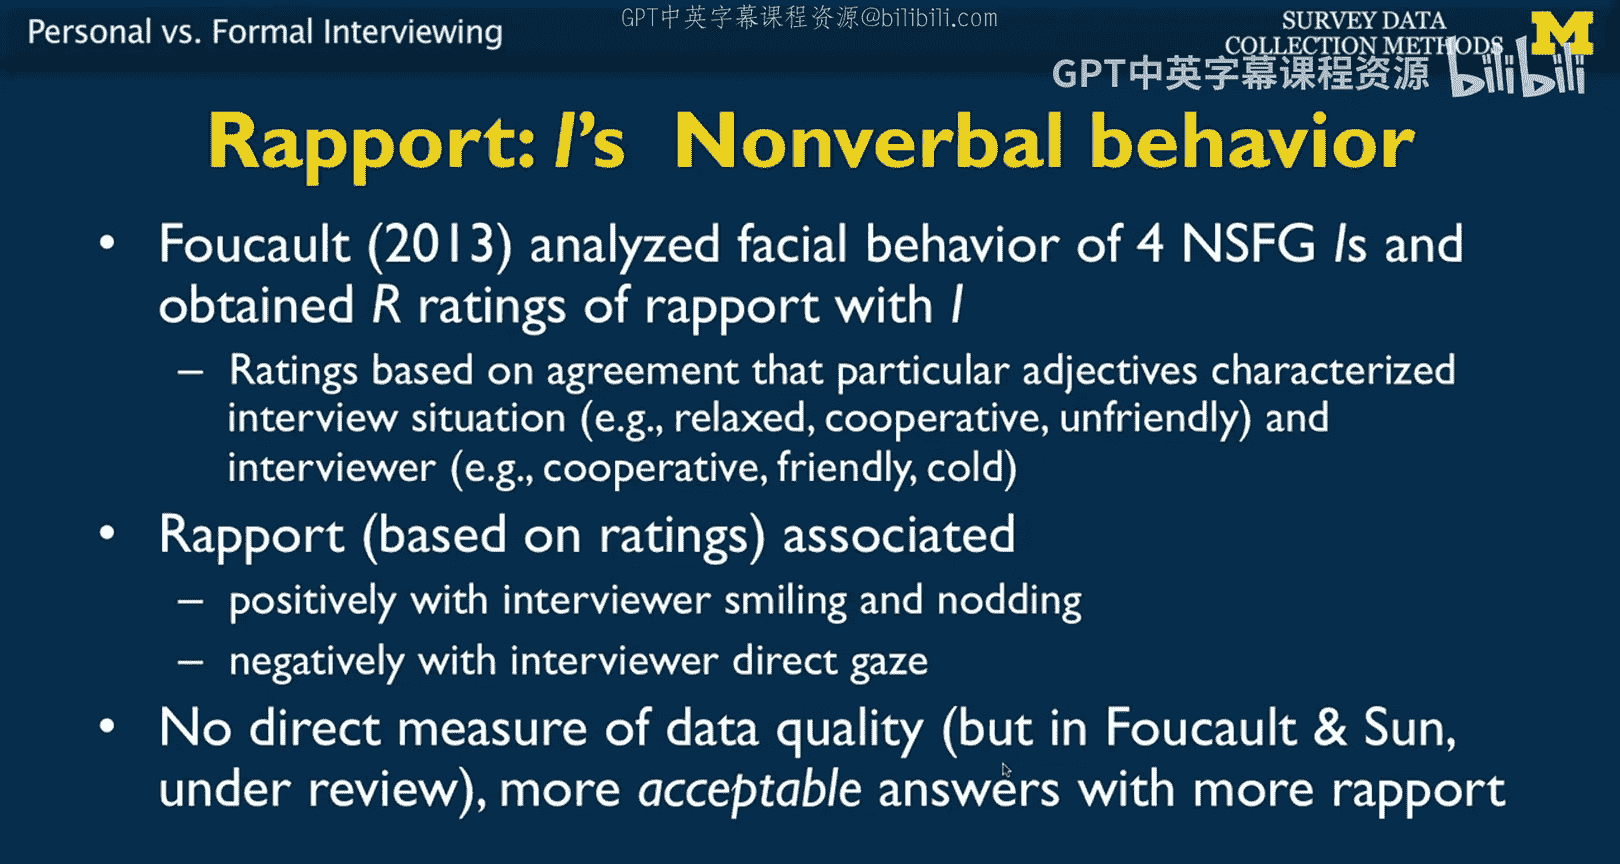 Personal vs. Formal Interviewing
GPT中英字幕课程资源@bilibili.com
SURVEY DATA
COLLECTION METHODS
M
GPT中英字幕课程资源 bilibili
Rapport: I's Nonverbal behavior
• Foucault (2013) analyzed facial behavior of 4 NSFG Is and
obtained R ratings of rapport with I
– Ratings based on agreement that particular adjectives characterized
interview situation (e.g., relaxed, cooperative, unfriendly) and
interviewer (e.g., cooperative, friendly, cold)
• Rapport (based on ratings) associated
– positively with interviewer smiling and nodding
– negatively with interviewer direct gaze
• No direct measure of data quality (but in Foucault & Sun,
under review), more acceptable answers with more rapport